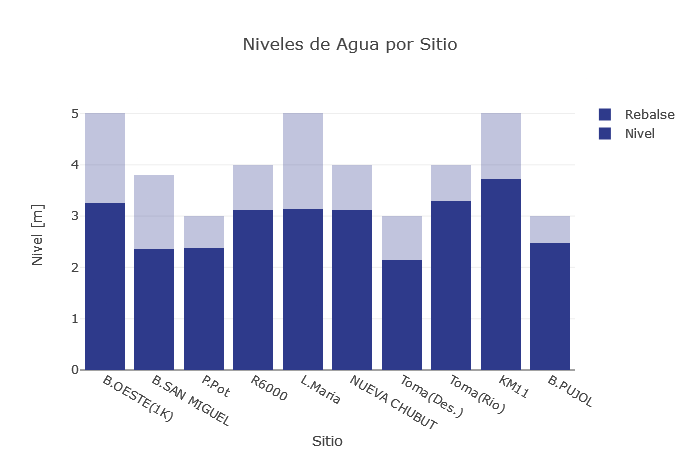 Niveles de Agua por Sitio
Rebalse
Nivel
Nivel [m]
5
4
3
2
1
0
B.OESTE(1K)
B.SAN MIGUEL
P.Pot
R6000
L.Maria
NUEVA CHUBUT
Toma(Des.)
Toma(Rio)
KM11
B.PUJOL
Sitio